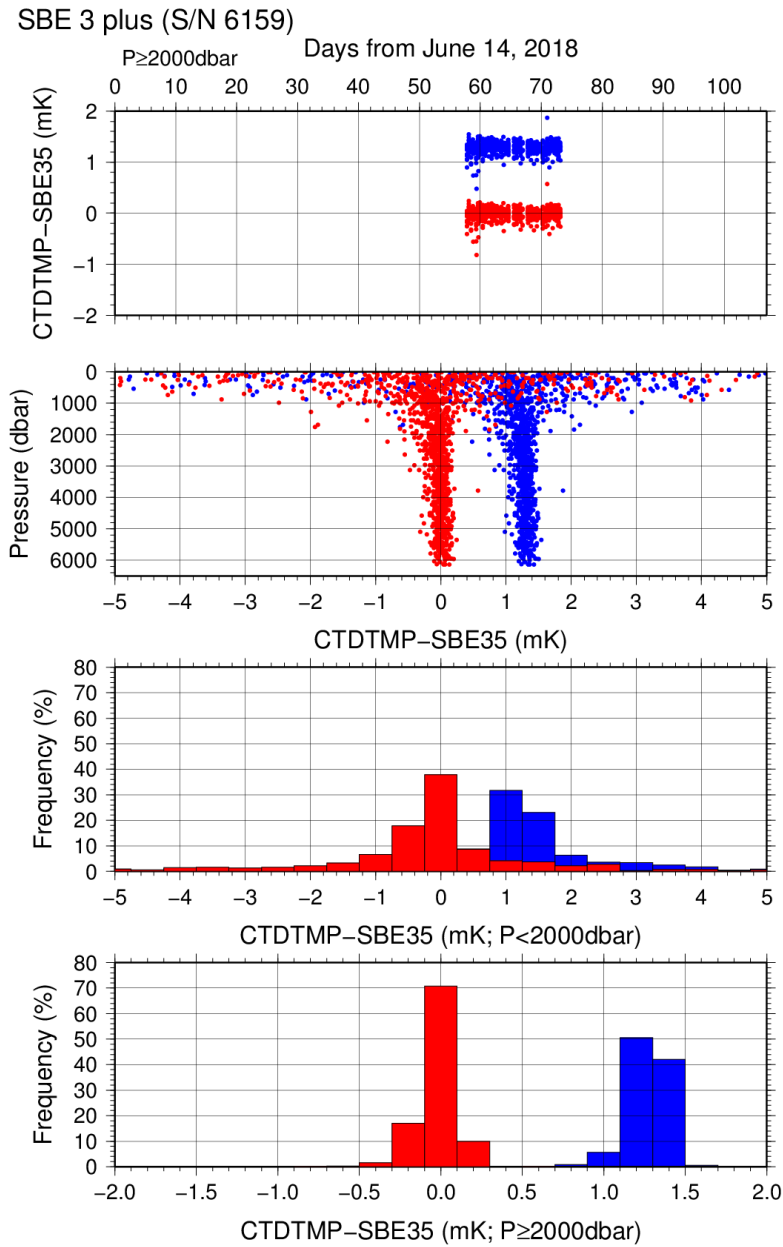 SBE 3 plus (S/N 6159)
P≥2000dbar
Days from June 14, 2018
0 10 20 30 40 50 60 70 80 90 100
CTDTMP−SBE35 (mK)
2
1
0
−1
−2
Pressure (dbar)
0
1000
2000
3000
4000
5000
6000
−5 −4 −3 −2 −1 0 1 2 3 4 5
CTDTMP−SBE35 (mK)
Frequency (%)
80
70
60
50
40
30
20
10
0
−5 −4 −3 −2 −1 0 1 2 3 4 5
CTDTMP−SBE35 (mK; P<2000dbar)
Frequency (%)
80
70
60
50
40
30
20
10
0
−2.0 −1.5 −1.0 −0.5 0.0 0.5 1.0 1.5 2.0
CTDTMP−SBE35 (mK; P≥2000dbar)